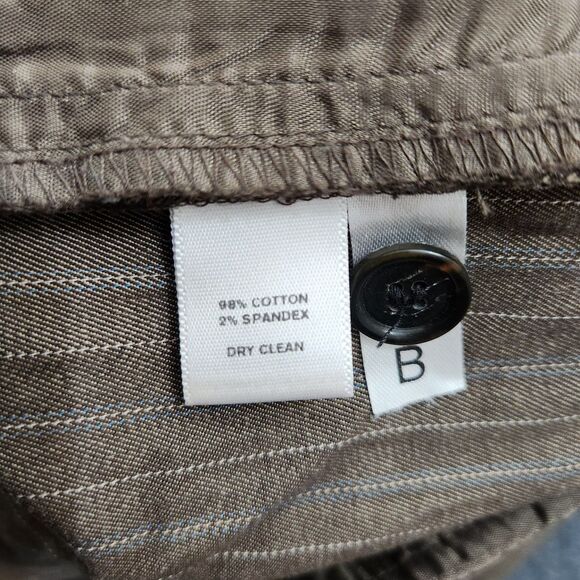 98% COTTON
2% SPANDEX
DRY CLEAN
B